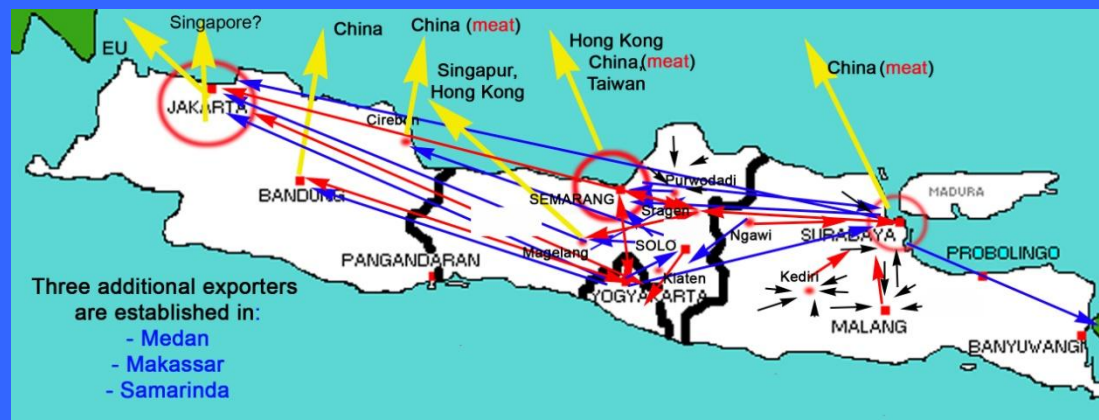 Singapore?
EU
China
China (meat)
Singapur,
Hong Kong
Hong Kong
China,(meat)
Taiwan
China (meat)
JAKARTA
Cirebon
BANDUNG
SEMARANG
Purwodadi
Sragen
MADURA
SURABAYA
Ngawi
SOLO
Magelang
PANGANDARAN
Klaten
YOGYAKARTA
Kediri
PROBOLINGO
MALANG
BANYUWANGI
Three additional exporters
are established in:
- Medan
- Makassar
- Samarinda